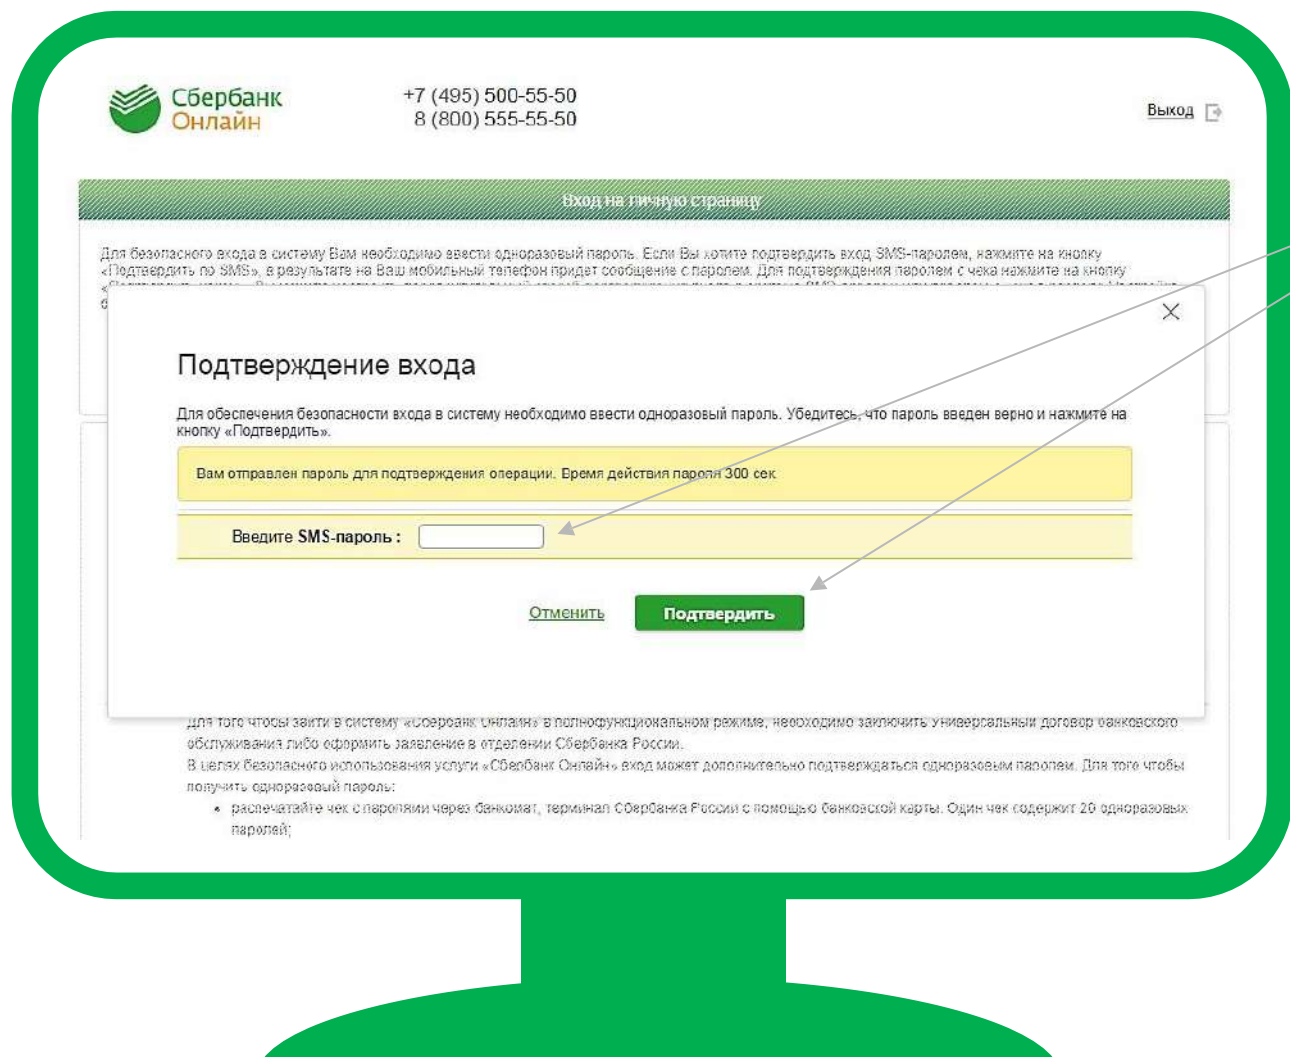 Сбербанк
Онлайн
+7 (495) 500-55-50
8 (800) 555-55-50
Выход
Вход на личную страницу
Для безопасного входа в систему Вам необходимо ввести одноразовый пароль. Если Вы хотите подтвердить вход SMS-паролем, нажмите на кнопку
«Подтвердить по SMS», в результате на Ваш мобильный телефон придет сообщение с паролем. Для подтверждения паролем с чека нажмите на кнопку
Подтверждение входа
Для обеспечения безопасности входа в систему необходимо ввести одноразовый пароль. Убедитесь, что пароль введен верно и нажмите на
кнопку «Подтвердить».
Вам отправлен пароль для подтверждения операции. Время действия пароля 300 сек
Введите SMS-пароль :
Отменить
Подтвердить
Для того чтобы зайти в систему «Сбербанк Онлайн» в полнофункциональном режиме, необходимо заключить Универсальный договор банковского
обслуживания либо оформить заявление в отделении Сбербанка России.
В целях безопасного использования услуги «Сбербанк Онлайн» вход может дополнительно подтверждаться одноразовым паролем. Для того чтобы
получить одноразовый пароль:
• распечатайте чек с паролями через банкомат, терминал Сбербанка России с помощью банковской карты. Один чек содержит 20 одноразовых
паролей;